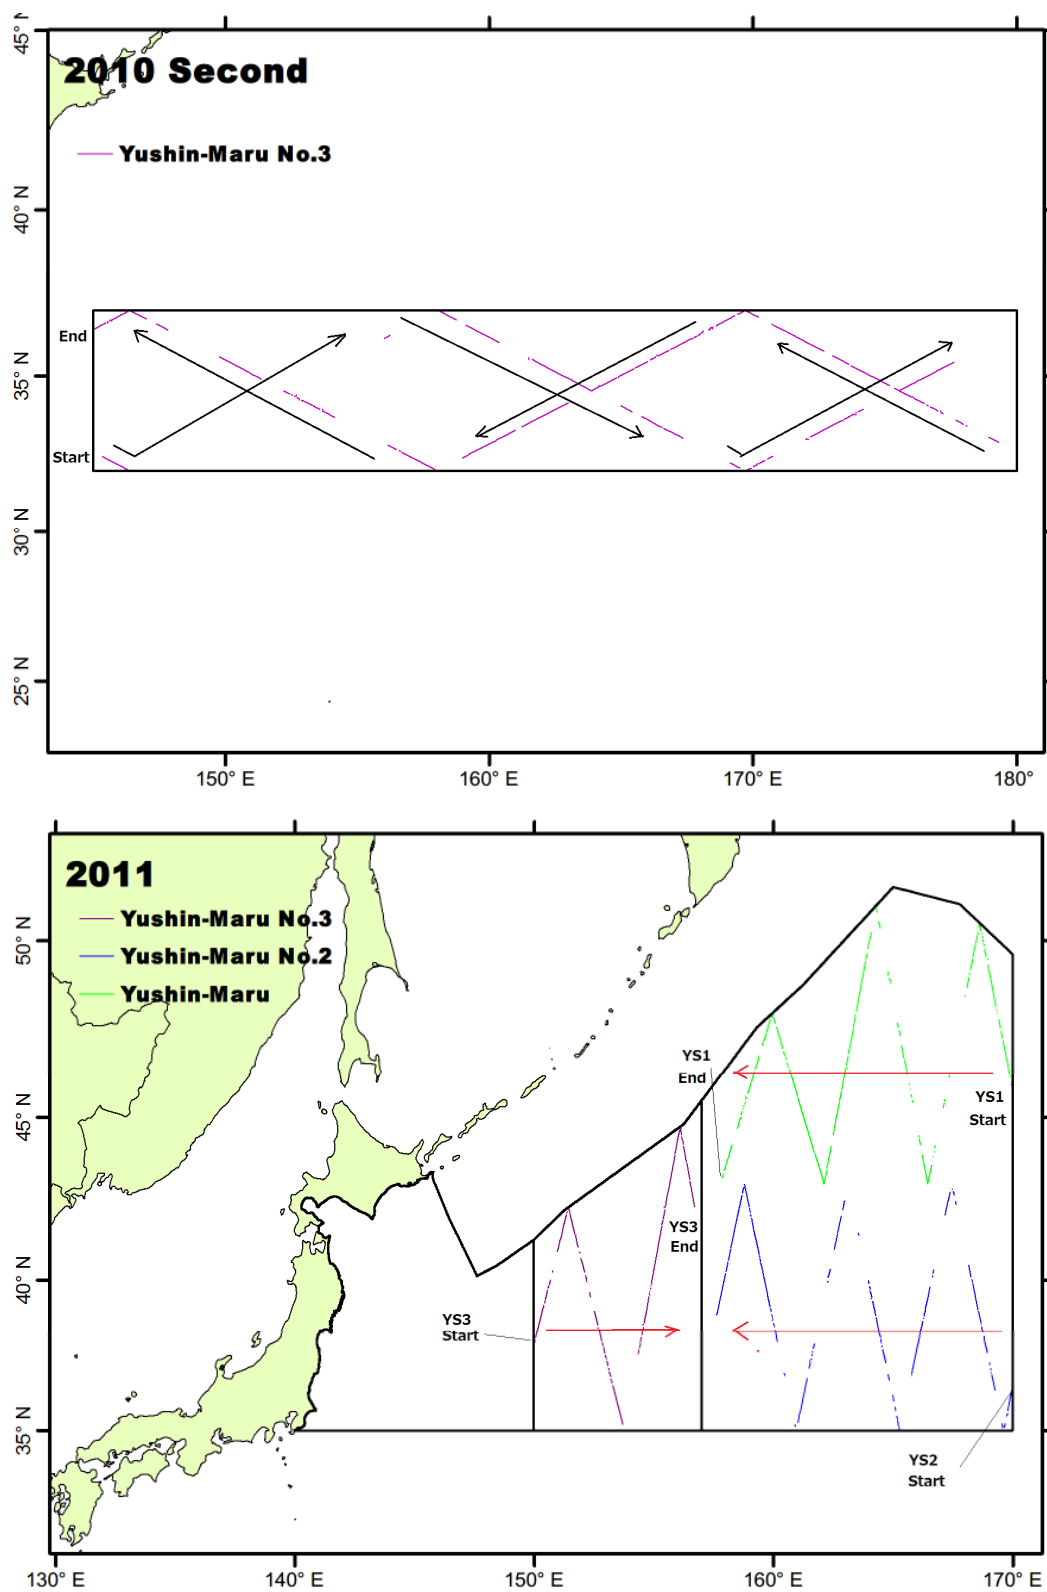 45° N
2010 Second
Yushin-Maru No.3
40° N
End
35° N
Start
30° N
25° N
150° E
160° E
170° E
180°
2011
Yushin-Maru No.3
50° N
Yushin-Maru No.2
Yushin-Maru
YS1
End
YS1
Start
45° N
YS3
End
40° N
YS3
Start
35° N
YS2
Start
130° E
140° E
150° E
160° E
170° E